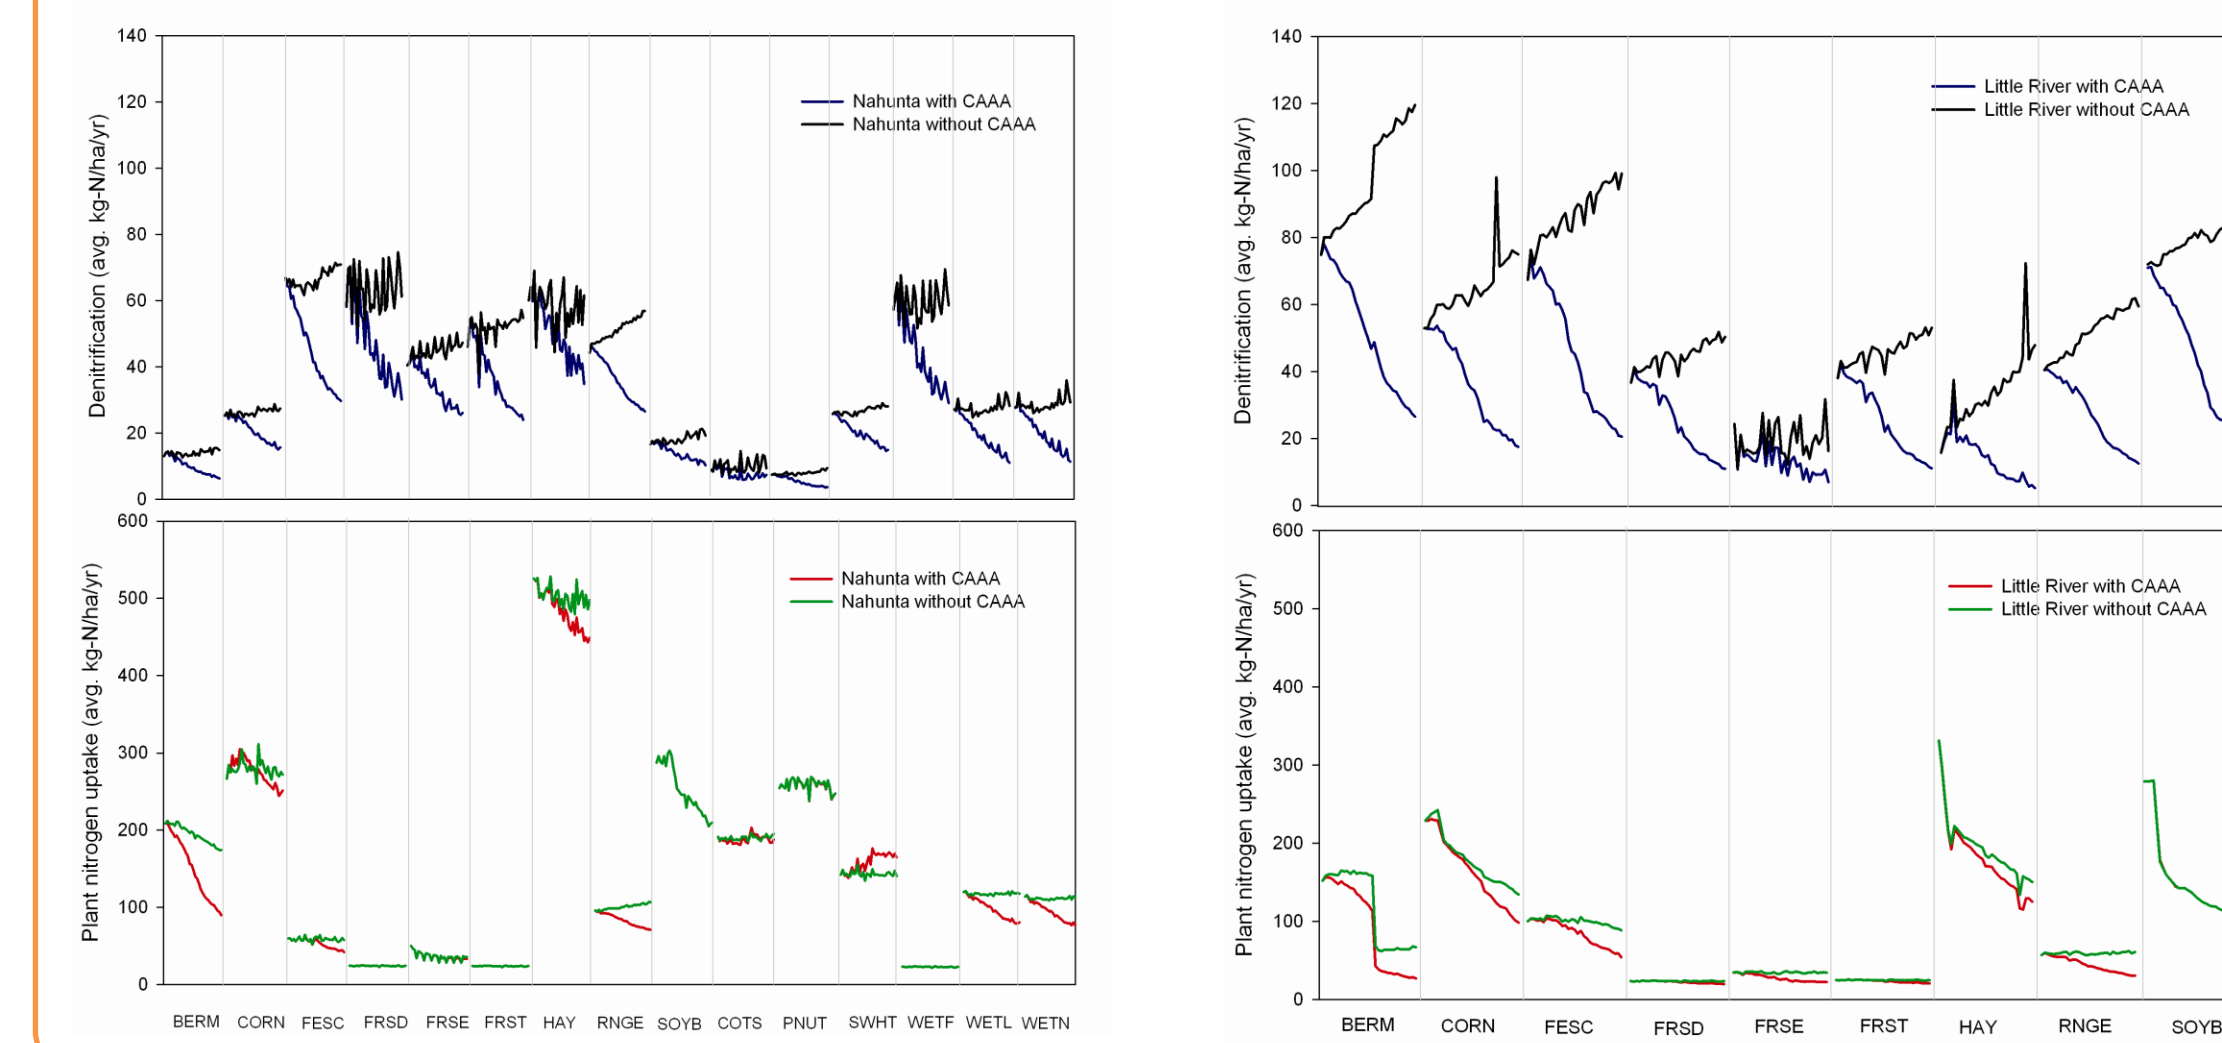 140
120
100
80
60
40
20
0
Denitrification (avg. kg-N/ha/yr)
Nahunta with CAAA
Nahunta without CAAA
600
500
400
300
200
100
0
Plant nitrogen uptake (avg. kg-N/ha/yr)
Nahunta with CAAA
Nahunta without CAAA
BERM CORN FESC FRSD FRSE FRST HAY RNGE SOYB COTS PNUT SWHT WETF WETL WETN
140
120
100
80
60
40
20
0
Denitrification (avg. kg-N/ha/yr)
Little River with CAAA
Little River without CAAA
600
500
400
300
200
100
0
Plant nitrogen uptake (avg. kg-N/ha/yr)
Little River with CAAA
Little River without CAAA
BERM CORN FESC FRSD FRSE FRST HAY RNGE SOYB